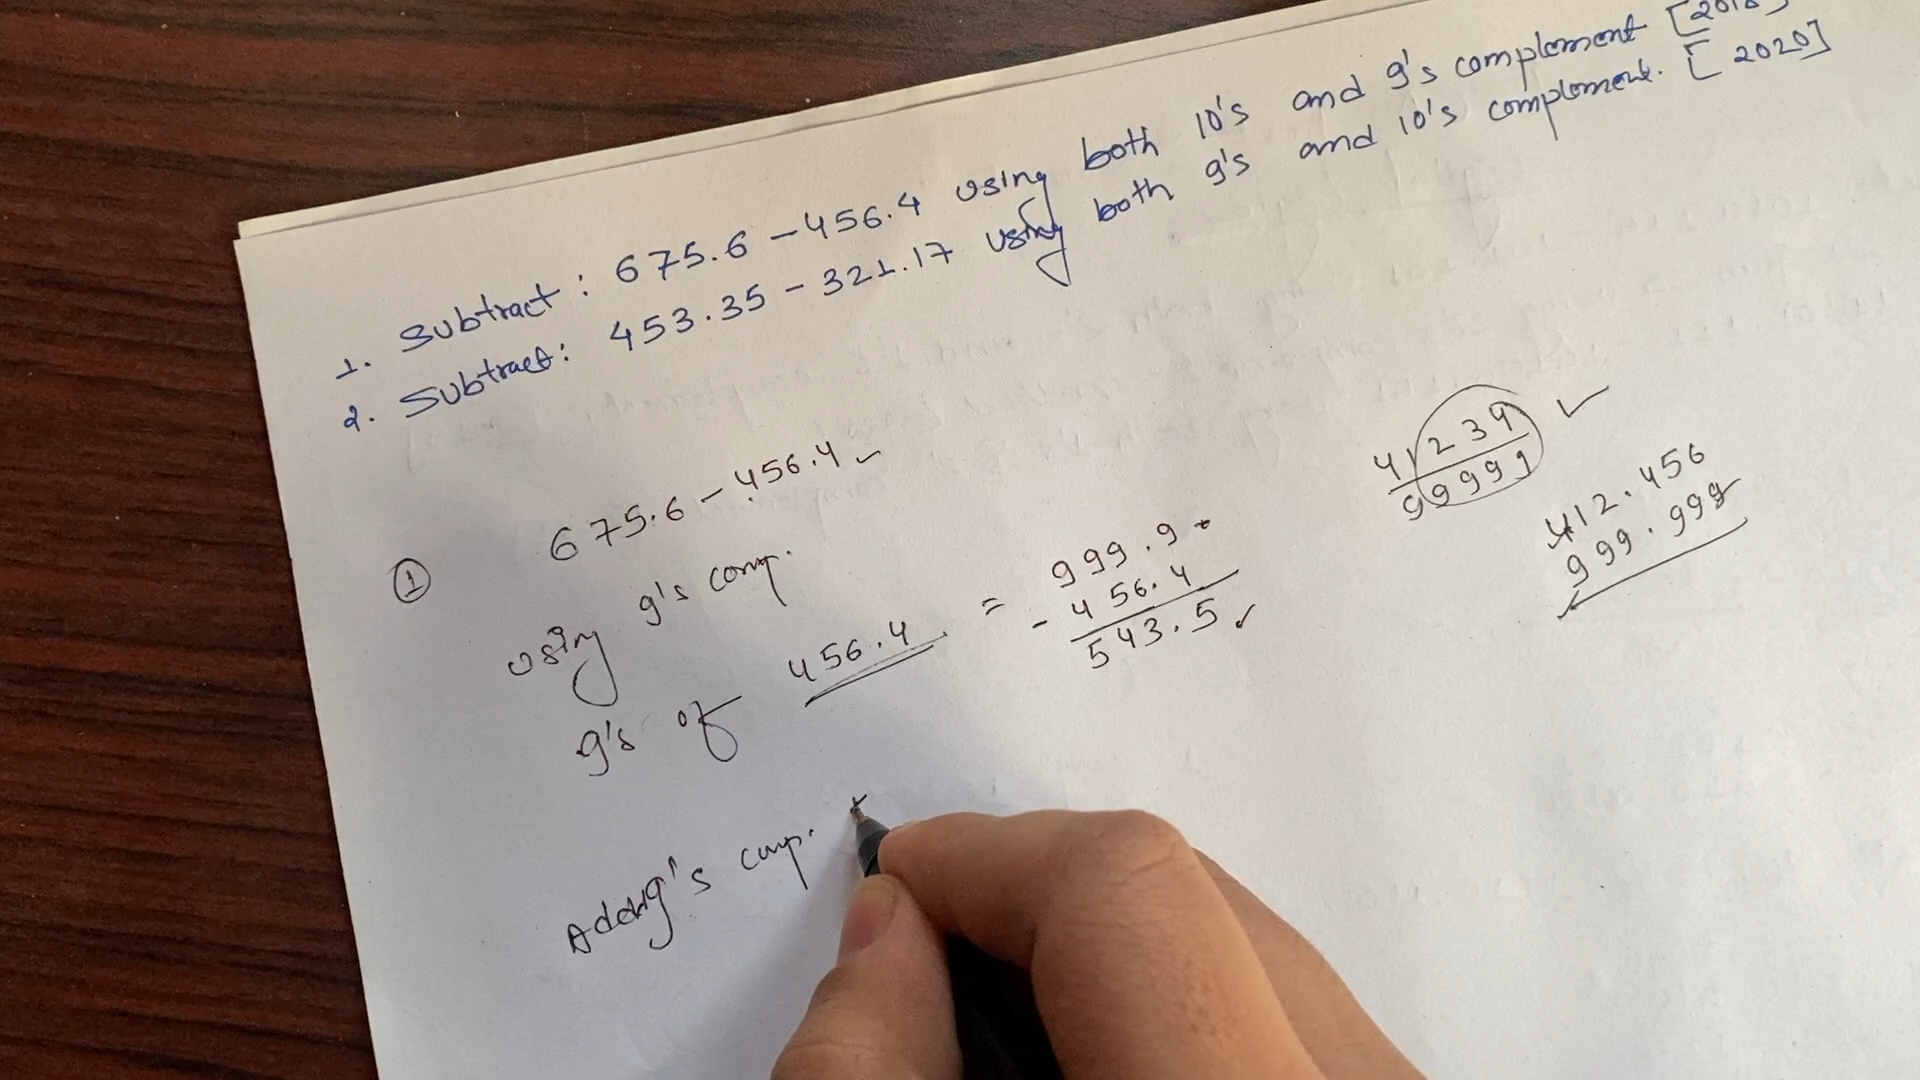 1. Subtract : 675.6 - 456.4 using both 10's and 9's complement
2. Subtract: 453.35 - 321.17 using both 9's and 10's complement. [2020]
① 675.6 - 456.4
using 9's comp.
9's of 456.4 = 999.9
- 456.4
543.5
9's comp.
41239
99999
412.456
999.999